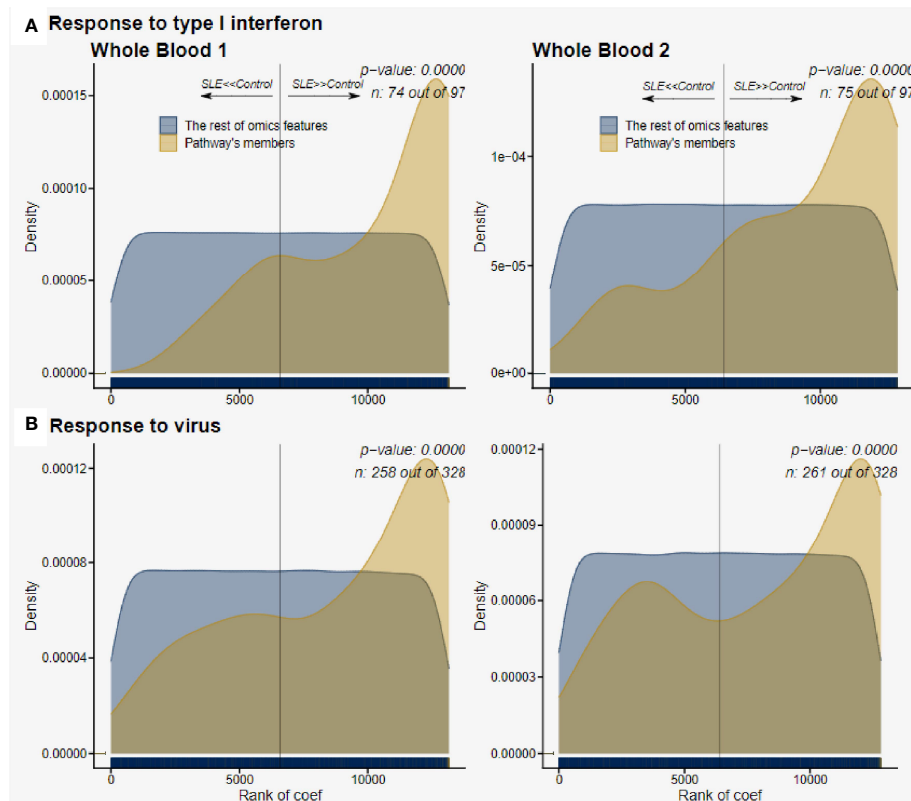 A Response to type I interferon
Whole Blood 1
Whole Blood 2
p-value: 0.0000
n: 74 out of 97
SLE<<Control SLE>>Control
The rest of omics features
Pathway's members
Density
0.00015
0.00010
0.00005
0.00000
0 5000 10000
p-value: 0.0000
n: 75 out of 97
SLE<<Control SLE>>Control
The rest of omics features
Pathway's members
Density
1e-04
5e-05
0e+00
0 5000 10000
B Response to virus
p-value: 0.0000
n: 258 out of 328
Density
0.00012
0.00008
0.00004
0.00000
0 5000 10000
Rank of coef
p-value: 0.0000
n: 261 out of 328
Density
0.00012
0.00009
0.00006
0.00003
0.00000
0 5000 10000
Rank of coef